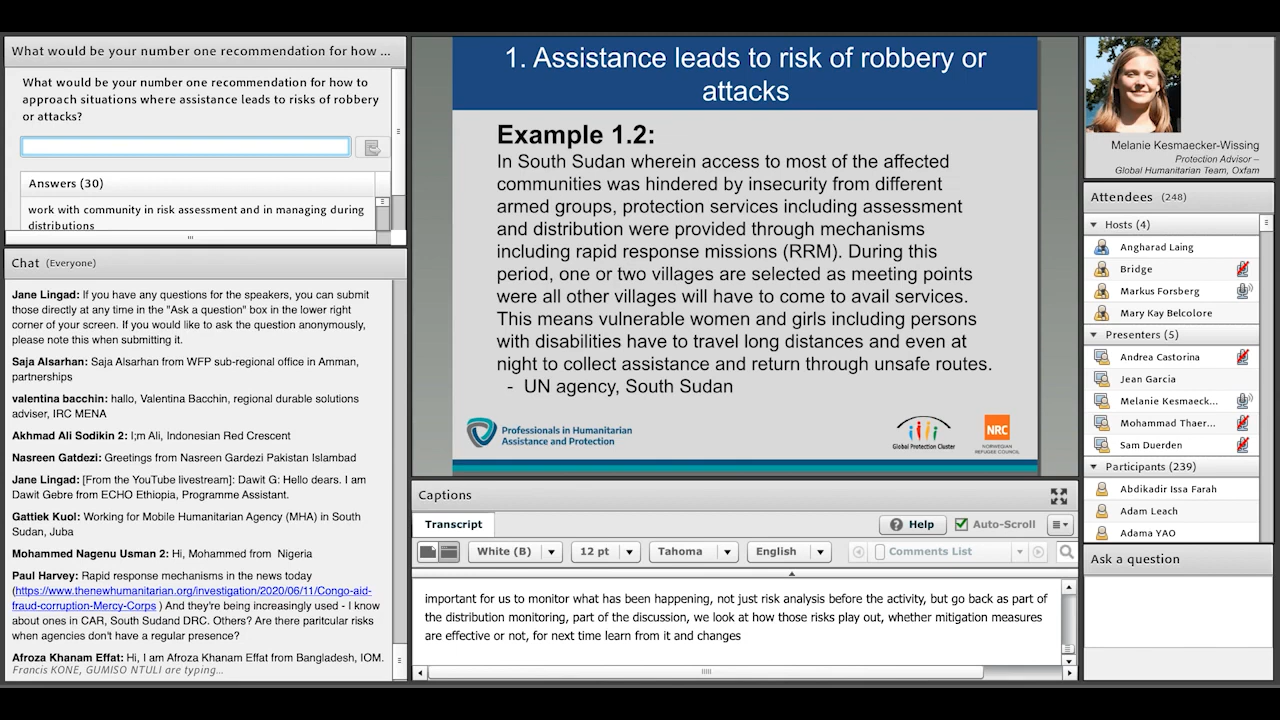 What would be your number one recommendation for how ...
What would be your number one recommendation for how to
approach situations where assistance leads to risks of robbery
or attacks?
Answers (30)
work with community in risk assessment and in managing during
distributions
Chat (Everyone)
Jane Lingad: If you have any questions for the speakers, you can submit
those directly at any time in the "Ask a question" box in the lower right
corner of your screen. If you would like to ask the question anonymously,
please note this when submitting it.
Saja Alsarhan: Saja Alsarhan from WFP sub-regional office in Amman,
partnerships
valentina bacchin: hallo, Valentina Bacchin, regional durable solutions
adviser, IRC MENA
Akhmad Ali Sodikin 2: I;m Ali, Indonesian Red Crescent
Nasreen Gatdezi: Greetings from Nasreen Gardezi Pakistan Islambad
Jane Lingad: [From the YouTube livestream]: Dawit G: Hello dears. I am
Dawit Gebre from ECHO Ethiopia, Programme Assistant.
Gattiek Kuol: Working for Mobile Humanitarian Agency (MHA) in South
Sudan, Juba
Mohammed Nagenu Usman 2: Hi, Mohammed from Nigeria
Paul Harvey: Rapid response mechanisms in the news today
(https://www.thenewhumanitarian.org/investigation/2020/06/11/Congo-aid-
fraud-corruption-Mercy-Corps ) And they're being increasingly used - I know
about ones in CAR, South Sudand DRC. Others? Are there paritcular risks
when agencies don't have a regular presence?
Afroza Khanam Effat: Hi, I am Afroza Khanam Effat from Bangladesh, IOM.
Francis KONE, GUMISO NTULI are typing...
1. Assistance leads to risk of robbery or
attacks
Example 1.2:
In South Sudan wherein access to most of the affected
communities was hindered by insecurity from different
armed groups, protection services including assessment
and distribution were provided through mechanisms
including rapid response missions (RRM). During this
period, one or two villages are selected as meeting points
were all other villages will have to come to avail services.
This means vulnerable women and girls including persons
with disabilities have to travel long distances and even at
night to collect assistance and return through unsafe routes.
- UN agency, South Sudan
Professionals in Humanitarian
Assistance and Protection
Global Protection Cluster
NRC
NORWEGIAN
REFUGEE COUNCIL
Captions
Transcript
Help
Auto-Scroll
White (B)
12 pt
Tahoma
English
Comments List
important for us to monitor what has been happening, not just risk analysis before the activity, but go back as part of
the distribution monitoring, part of the discussion, we look at how those risks play out, whether mitigation measures
are effective or not, for next time learn from it and changes
Melanie Kesmaecker-Wissing
Protection Advisor –
Global Humanitarian Team, Oxfam
Attendees (248)
Hosts (4)
Angharad Laing
Bridge
Markus Forsberg
Mary Kay Belcolore
Presenters (5)
Andrea Castorina
Jean Garcia
Melanie Kesmaeck...
Mohammad Thaer...
Sam Duerden
Participants (239)
Abdikadir Issa Farah
Adam Leach
Adama YAO
Ask a question